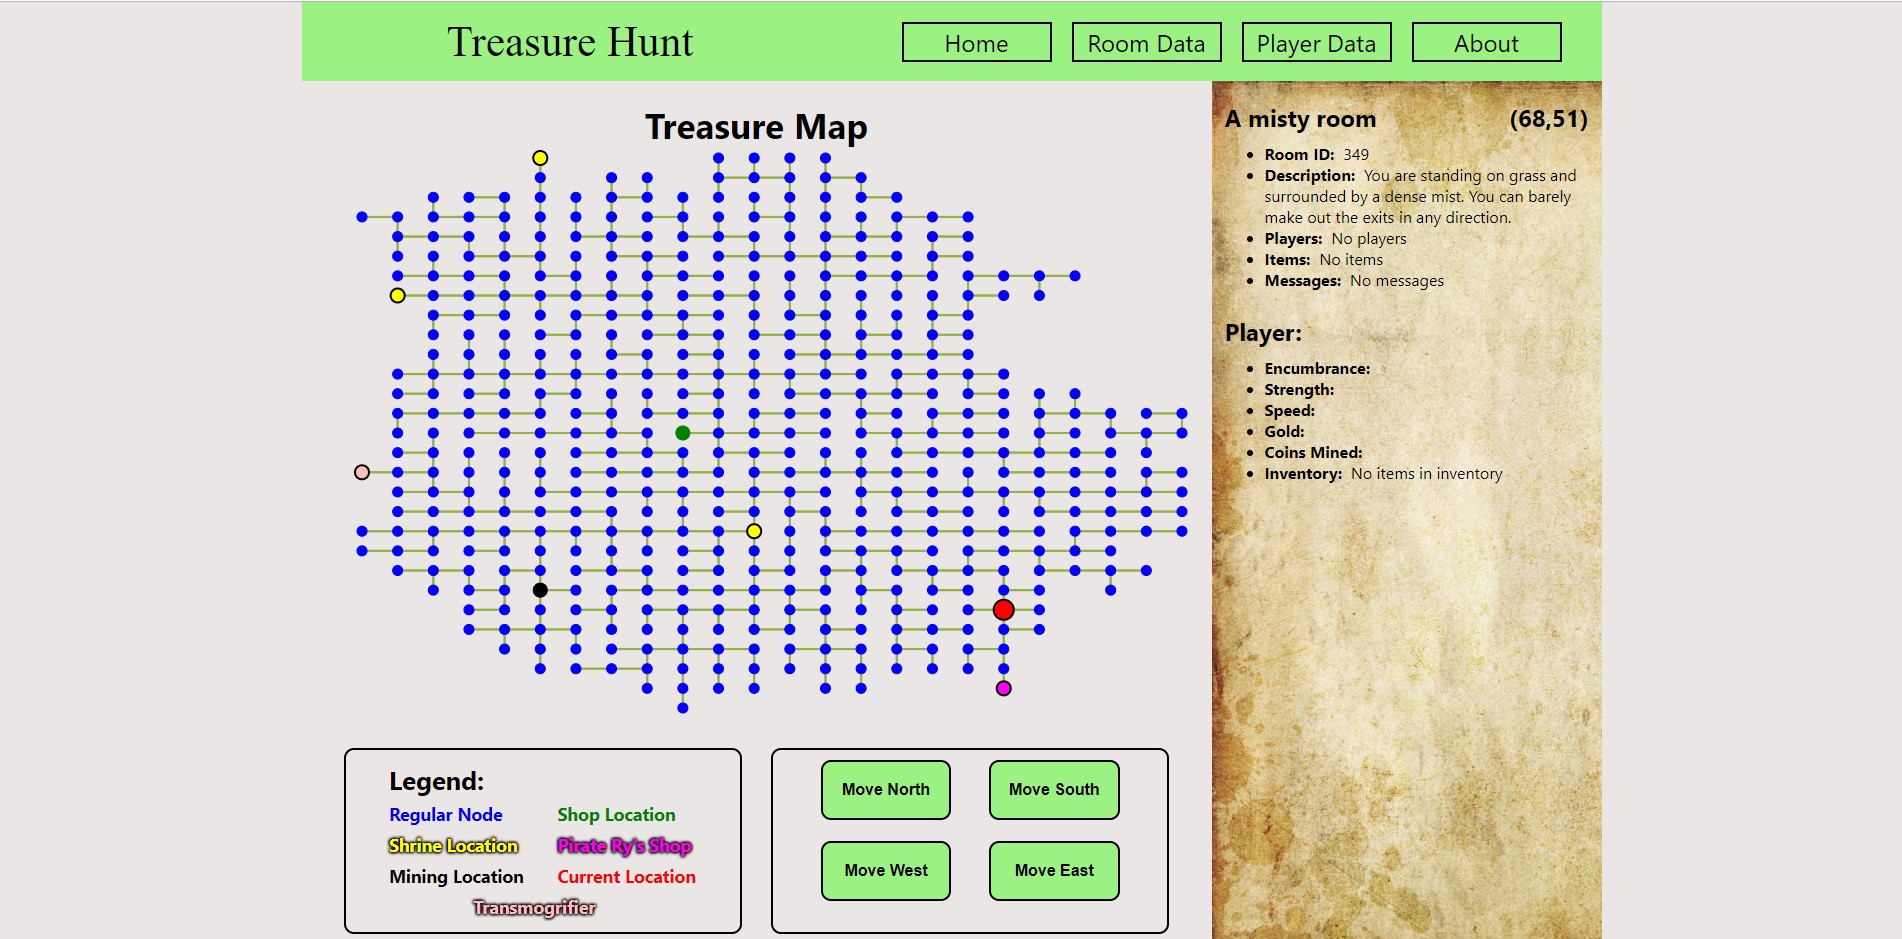 Treasure Hunt
Home
Room Data
Player Data
About
Treasure Map
A misty room
(68,51)
Room ID: 349
Description: You are standing on grass and
surrounded by a dense mist. You can barely
make out the exits in any direction.
Players: No players
Items: No items
Messages: No messages
Player:
Encumbrance:
Strength:
Speed:
Gold:
Coins Mined:
Inventory: No items in inventory
Legend:
Regular Node
Shop Location
Shrine Location
Pirate Ry's Shop
Mining Location
Current Location
Transmogrifier
Move North
Move South
Move West
Move East